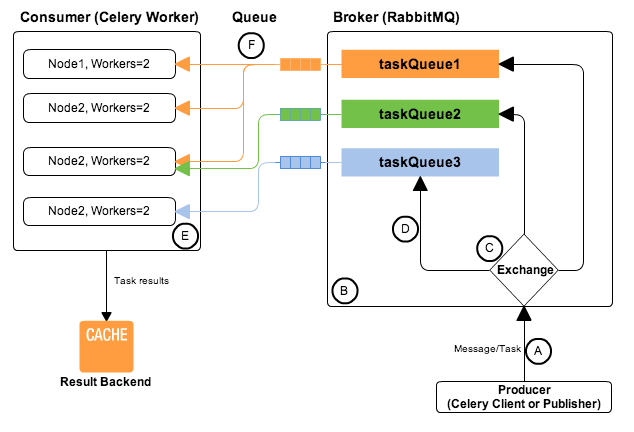 Consumer (Celery Worker)
Queue
Broker (RabbitMQ)
F
Node1, Workers=2
taskQueue1
Node2, Workers=2
taskQueue2
Node2, Workers=2
taskQueue3
Node2, Workers=2
D
E
C
Exchange
Task results
B
CACHE
Message/Task
A
Result Backend
Producer
(Celery Client or Publisher)